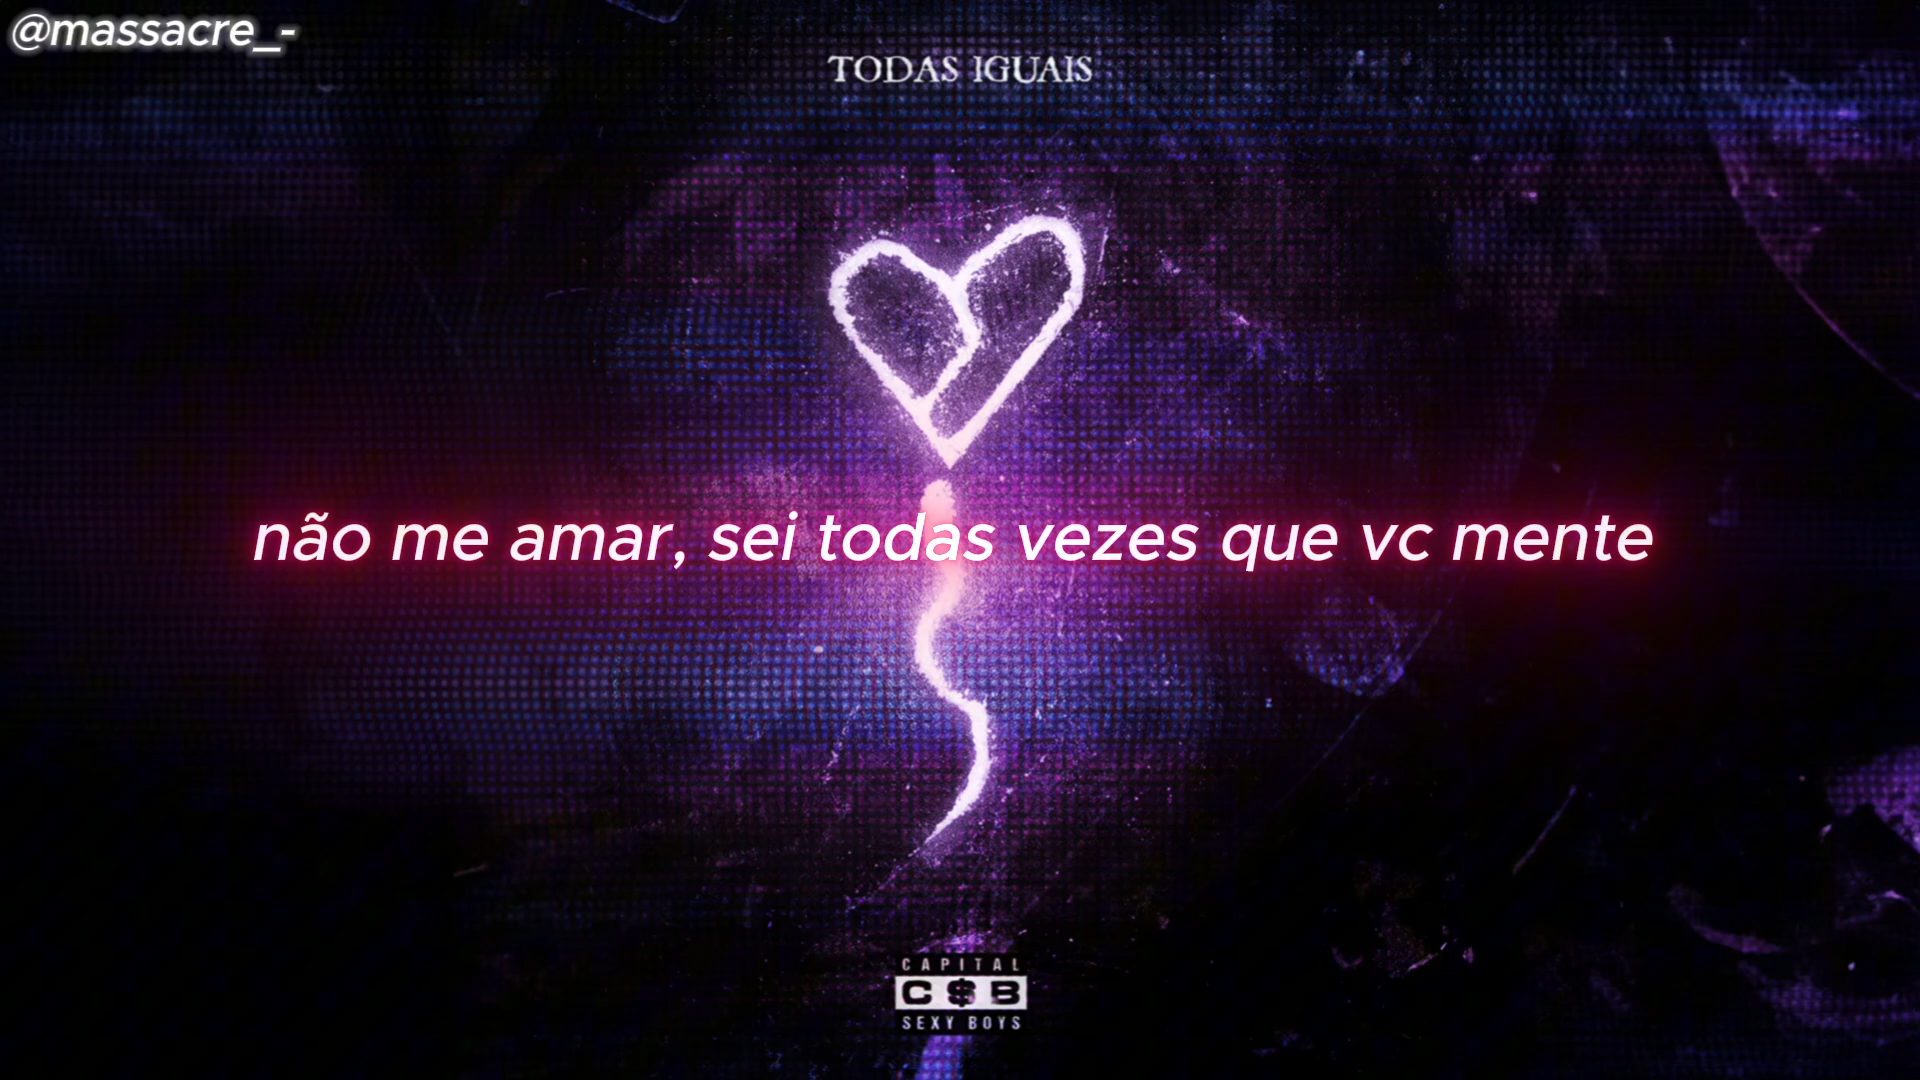 @massacre_-
TODAS IGUAIS
não me amar, sei todas vezes que vc mente
CAPITAL
C$B
SEXY BOYS